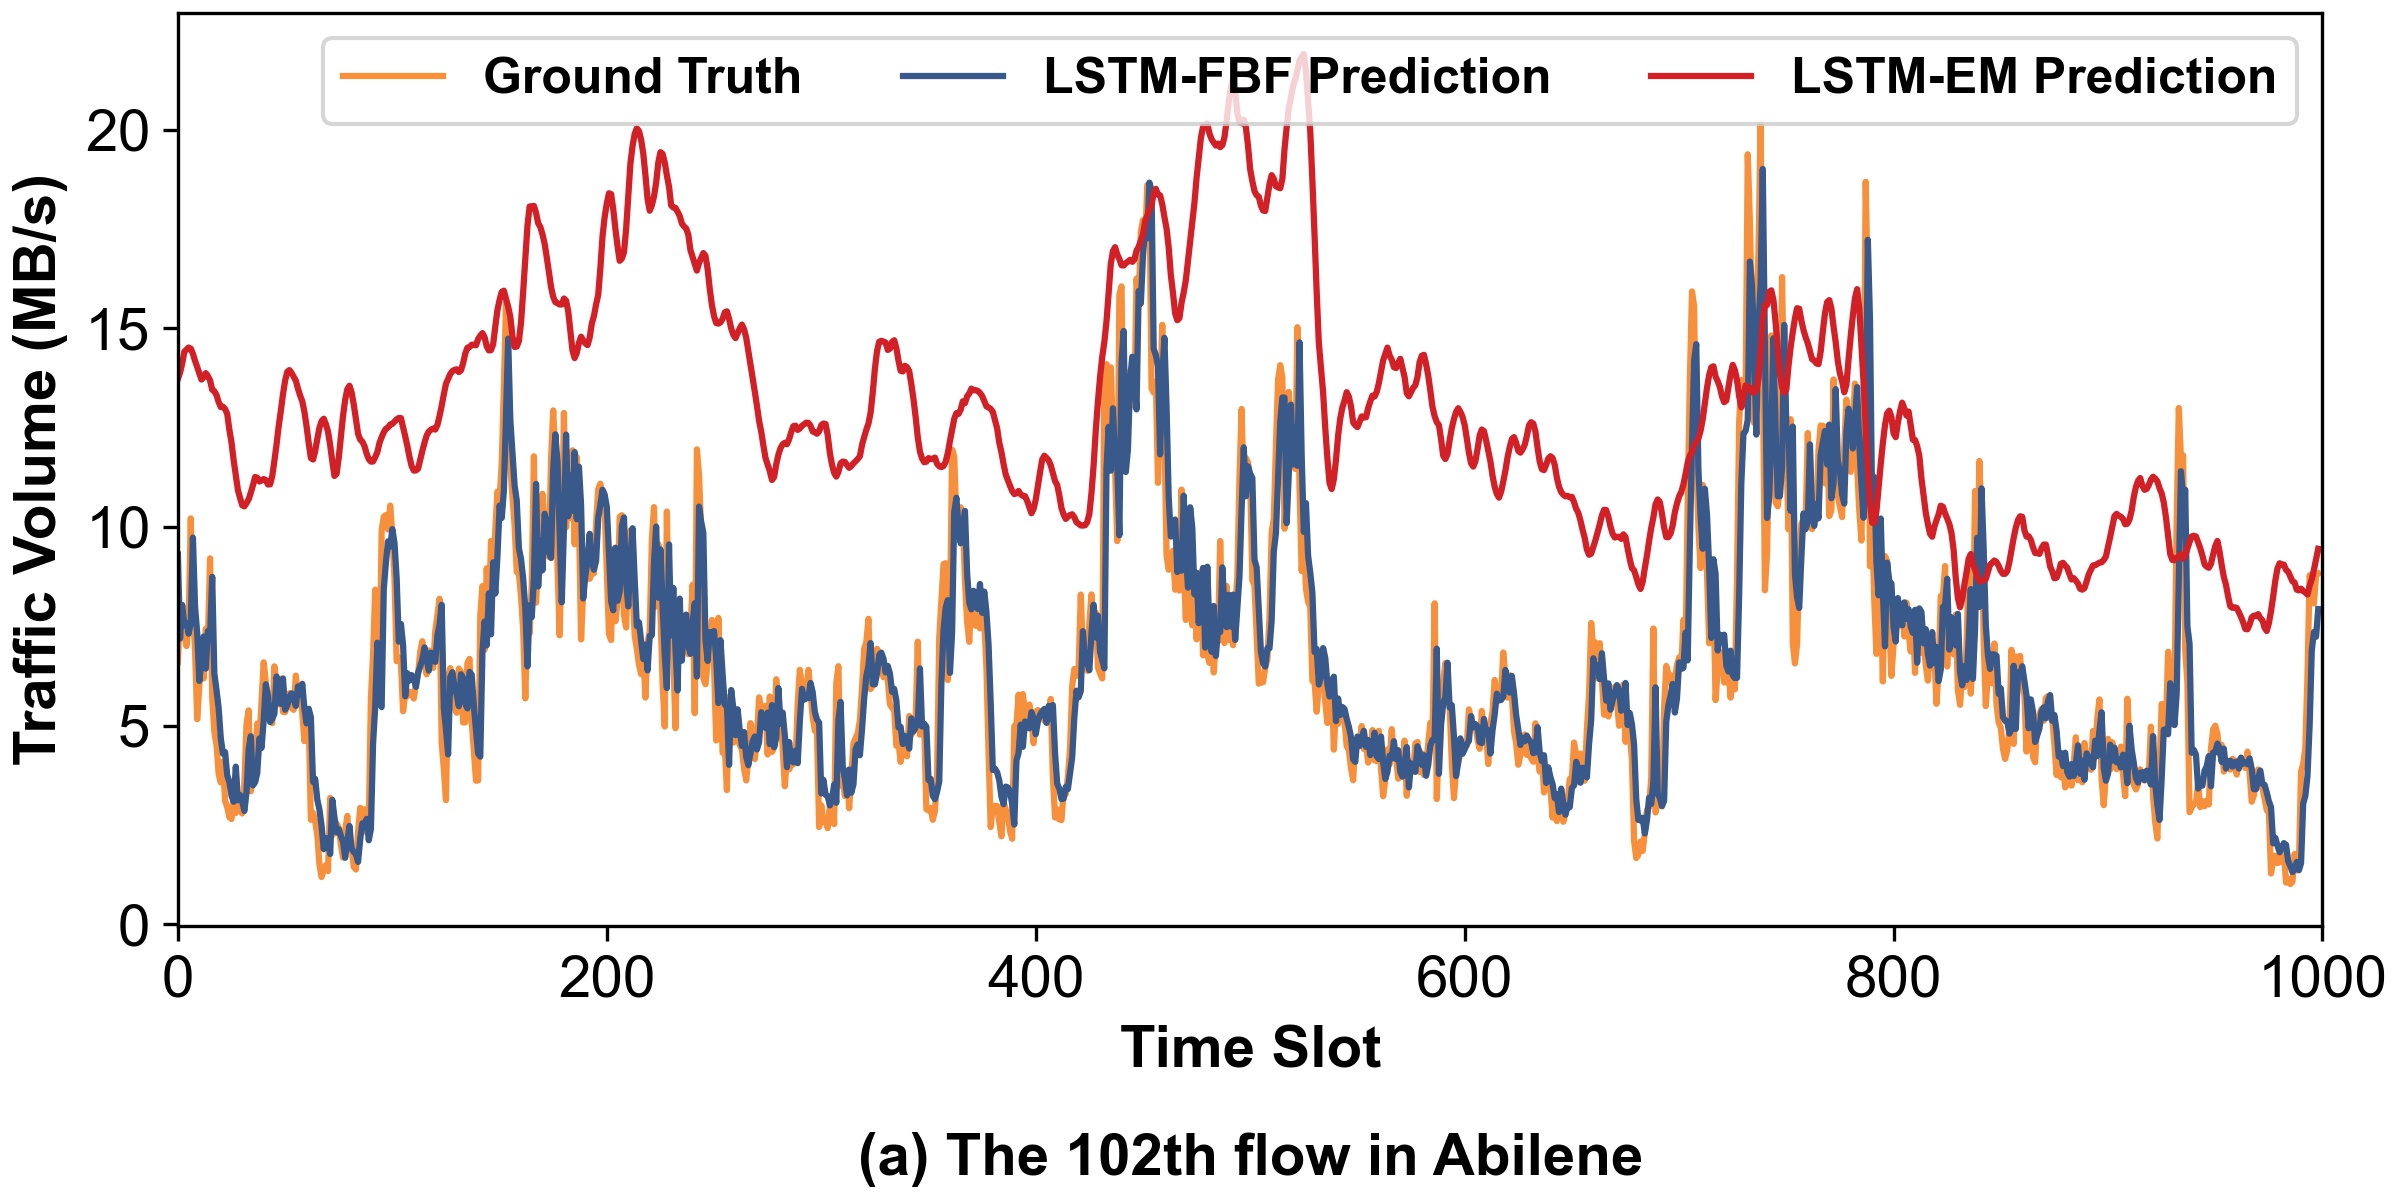 Ground Truth LSTM-FBF Prediction LSTM-EM Prediction
Traffic Volume (MB/s)
20
15
10
5
0
0 200 400 600 800 1000
Time Slot
(a) The 102th flow in Abilene